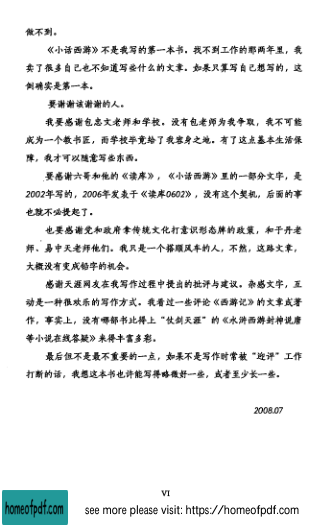 做不到。
《小话西游》不是我写的第一本书。找不到工作的那两年里，我
卖了很多自己也不知道写些什么的文章。如果只算写自己想写的，这
倒确实是第一本。
要谢谢该谢谢的人。
我要感谢包忠文老师和学校。没有包老师为我争取，我不可能
成为一个教书匠，而学校毕竟给了我容身之地。有了这点基本生活保
障，我才可以随意写些东西。
要感谢六哥和他的《读库》，《小话西游》里的一部分文字，是
2002年写的，2006年发表于《读库0602》，没有这个契机，后面的事
也就不必提起了。
也要感谢党和政府拿传统文化打意识形态牌的政策，和于丹老
师、易中天老师他们。我只是一个搭顺风车的人，不然，这路文章，
大概没有变成铅字的机会。
感谢天涯网友在我写作过程中提出的批评与建议。杂感文字，互
动是一种很欢乐的写作方式。我看过一些评论《西游记》的文章或著
作，事实上，没有哪部书比得上“仗剑天涯”的《水浒西游封神说唐
等小说在线答疑》来得丰富多彩。
最后但不是最不重要的一点，如果不是写作时常被“迎评”工作
打断的话，我想这本书也许能写得略微好一些，或者至少长一些。
2008.07
VI
homeofpdf.com
see more please visit: https://homeofpdf.com